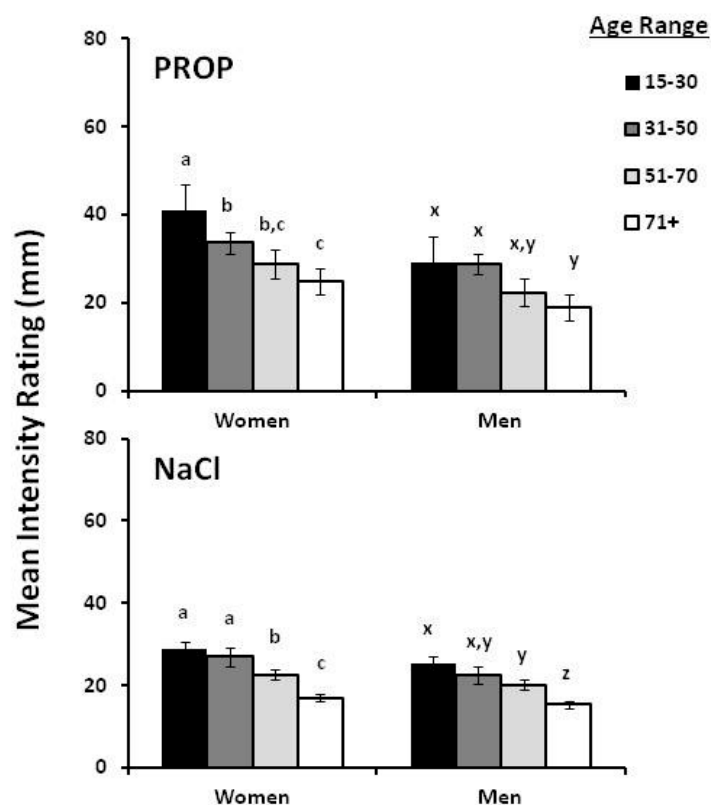 Age Range
15-30
31-50
51-70
71+
Mean Intensity Rating (mm)
80
60
40
20
0
PROP
a
b
b,c
c
x
x
x,y
y
Women
Men
80
60
40
20
0
NaCl
a
a
b
c
x
x,y
y
z
Women
Men